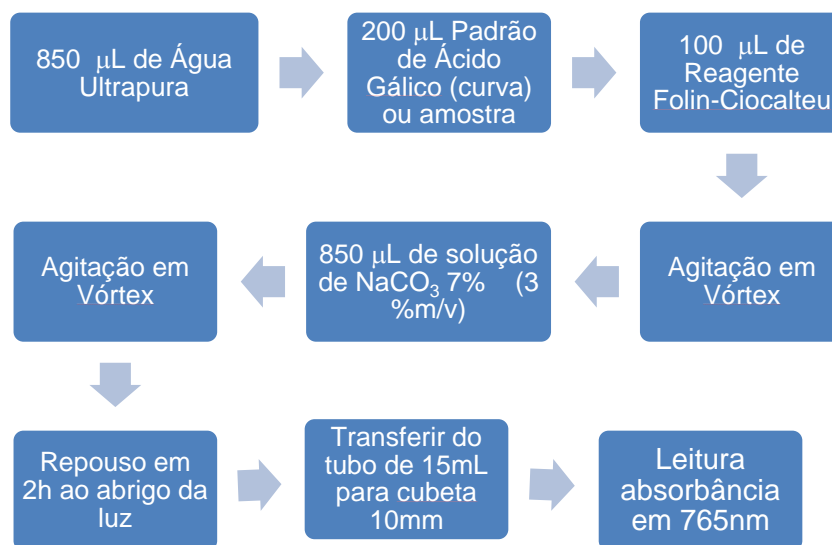 850 μL de Água
Ultrapura
200 μL Padrão
de Ácido
Gálico (curva)
ou amostra
100 μL de
Reagente
Folin-Ciocalteu
Agitação em
Vórtex
850 μL de solução
de NaCO₃ 7% (3
%m/v)
Agitação em
Vórtex
Repouso em
2h ao abrigo da
luz
Transferir do
tubo de 15mL
para cubeta
10mm
Leitura
absorbância
em 765nm